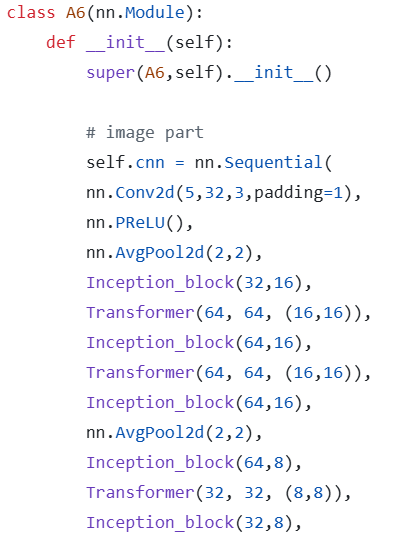 class A6(nn.Module):
def __init__(self):
super(A6,self).__init__()
# image part
self.cnn = nn.Sequential(
nn.Conv2d(5,32,3,padding=1),
nn.PReLU(),
nn.AvgPool2d(2,2),
Inception_block(32,16),
Transformer(64, 64, (16,16)),
Inception_block(64,16),
Transformer(64, 64, (16,16)),
Inception_block(64,16),
nn.AvgPool2d(2,2),
Inception_block(64,8),
Transformer(32, 32, (8,8)),
Inception_block(32,8),